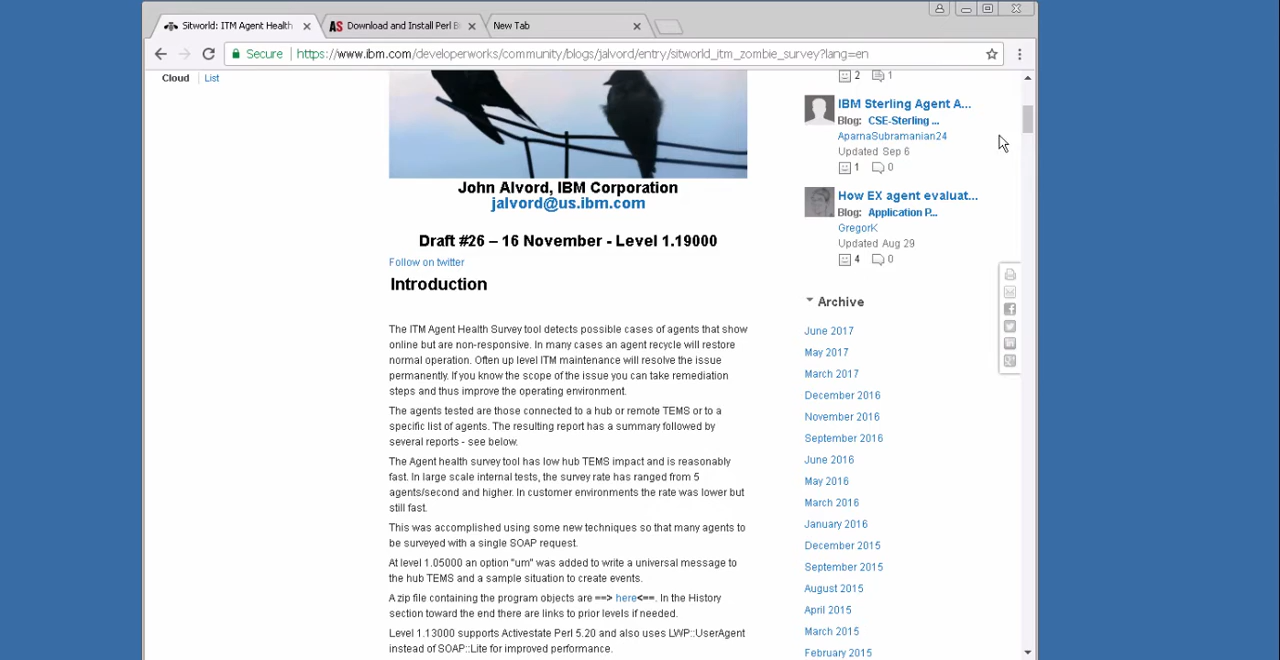 Sitworld: ITM Agent Health
Download and Install Perl
New Tab
Secure
https://www.ibm.com/developerworks/community/blogs/jalvord/entry/sitworld_itm_zombie_survey?lang=en
Cloud List
John Alvord, IBM Corporation
jalvord@us.ibm.com
Draft #26 – 16 November - Level 1.19000
Follow on twitter
Introduction
The ITM Agent Health Survey tool detects possible cases of agents that show
online but are non-responsive. In many cases an agent recycle will restore
normal operation. Often up level ITM maintenance will resolve the issue
permanently. If you know the scope of the issue you can take remediation
steps and thus improve the operating environment.
The agents tested are those connected to a hub or remote TEMS or to a
specific list of agents. The resulting report has a summary followed by
several reports - see below.
The Agent health survey tool has low hub TEMS impact and is reasonably
fast. In large scale internal tests, the survey rate has ranged from 5
agents/second and higher. In customer environments the rate was lower but
still fast.
This was accomplished using some new techniques so that many agents to
be surveyed with a single SOAP request.
At level 1.05000 an option "um" was added to write a universal message to
the hub TEMS and a sample situation to create events.
A zip file containing the program objects are ==> here<==. In the History
section toward the end there are links to prior levels if needed.
Level 1.13000 supports Activestate Perl 5.20 and also uses LWP::UserAgent
instead of SOAP::Lite for improved performance.
2 1
IBM Sterling Agent A...
Blog: CSE-Sterling ...
AparnaSubramanian24
Updated Sep 6
1 0
How EX agent evaluat...
Blog: Application P...
GregorK
Updated Aug 29
4 0
Archive
June 2017
May 2017
March 2017
December 2016
November 2016
September 2016
June 2016
May 2016
March 2016
January 2016
December 2015
September 2015
August 2015
April 2015
March 2015
February 2015